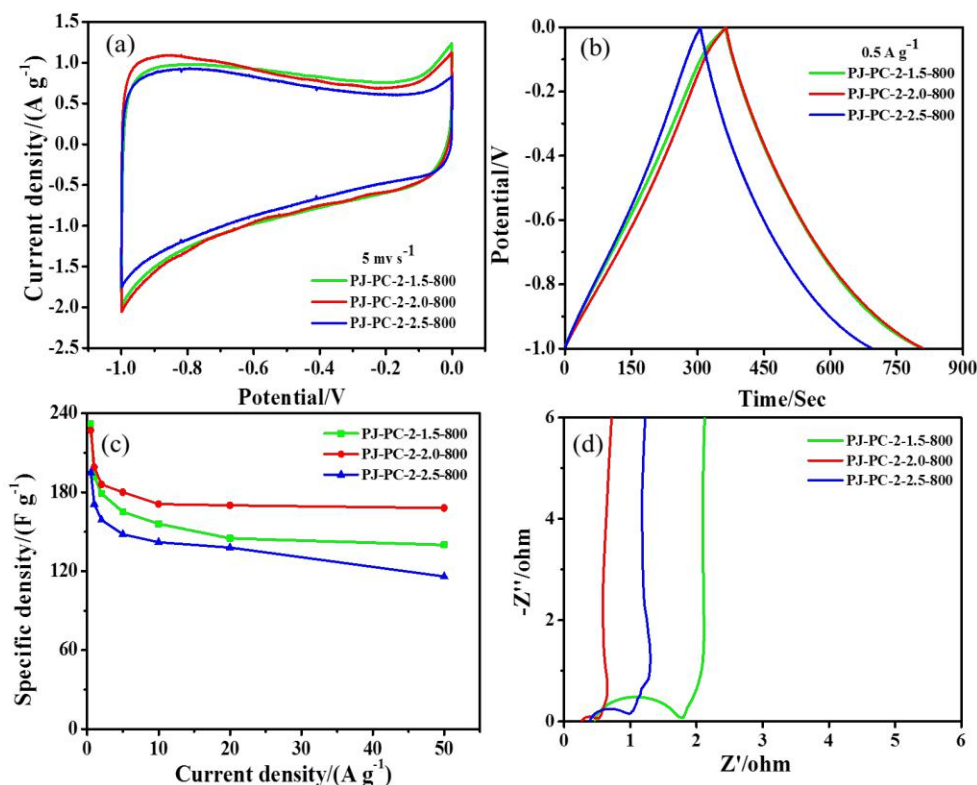 (a)
1.5
1.0
0.5
0.0
-0.5
-1.0
-1.5
-2.0
-2.5
Current density/(A g⁻¹)
5 mv s⁻¹
PJ-PC-2-1.5-800
PJ-PC-2-2.0-800
PJ-PC-2-2.5-800
-1.0 -0.8 -0.6 -0.4 -0.2 0.0
Potential/V
(b)
0.0
-0.2
-0.4
-0.6
-0.8
-1.0
Potential/V
0.5 A g⁻¹
PJ-PC-2-1.5-800
PJ-PC-2-2.0-800
PJ-PC-2-2.5-800
0 150 300 450 600 750 900
Time/Sec
(c)
240
180
120
60
0
Specific density/(F g⁻¹)
PJ-PC-2-1.5-800
PJ-PC-2-2.0-800
PJ-PC-2-2.5-800
0 10 20 30 40 50
Current density/(A g⁻¹)
(d)
6
4
2
0
-Z''/ohm
PJ-PC-2-1.5-800
PJ-PC-2-2.0-800
PJ-PC-2-2.5-800
0 1 2 3 4 5 6
Z'/ohm